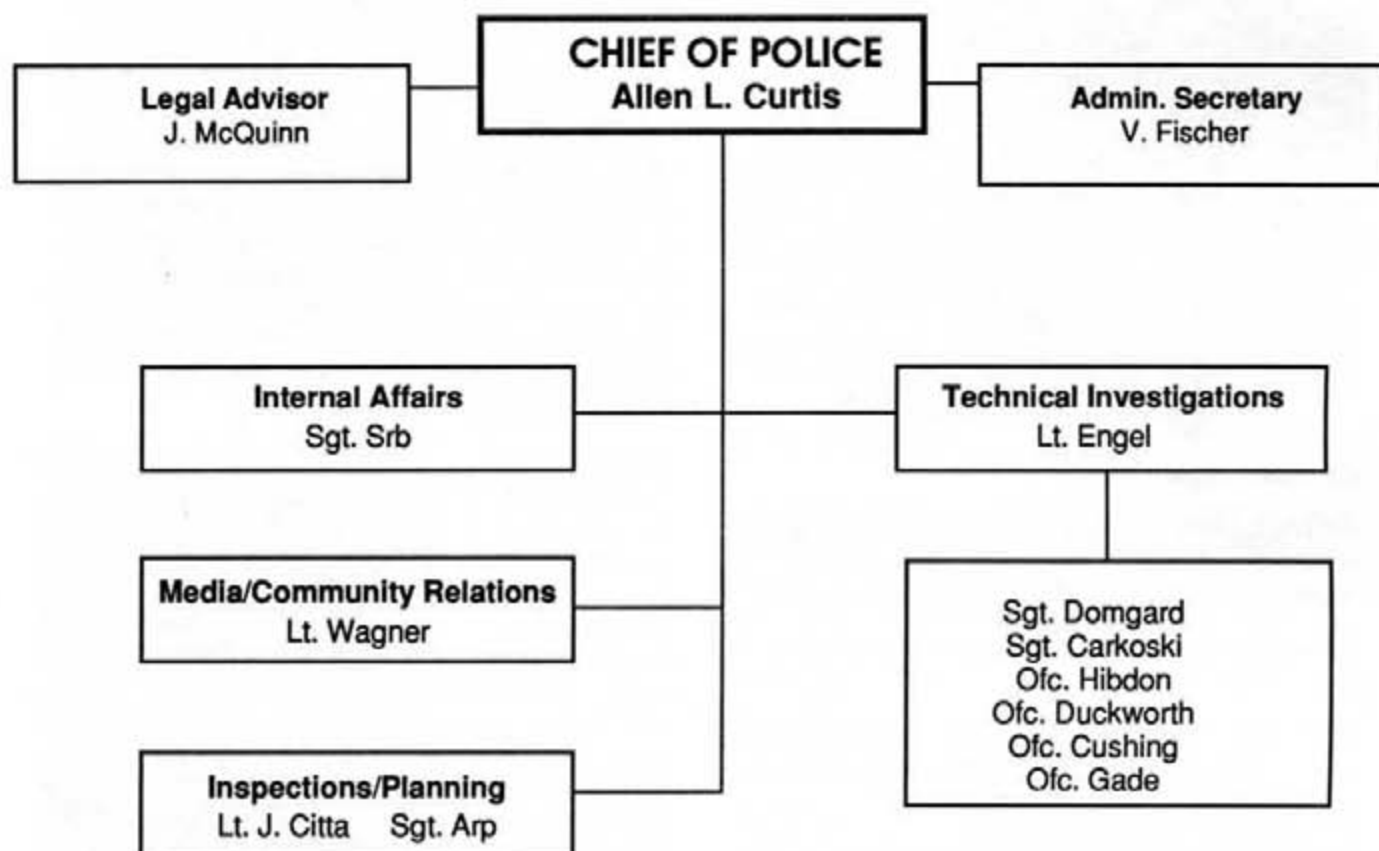 CHIEF OF POLICE
Allen L. Curtis
Legal Advisor
J. McQuinn
Admin. Secretary
V. Fischer
Internal Affairs
Sgt. Srb
Technical Investigations
Lt. Engel
Media/Community Relations
Lt. Wagner
Sgt. Domgard
Sgt. Carkoski
Ofc. Hibdon
Ofc. Duckworth
Ofc. Cushing
Ofc. Gade
Inspections/Planning
Lt. J. Citta Sgt. Arp